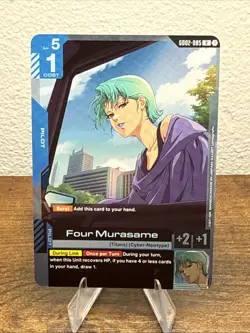 Lv. 5
GD02-085 R
1
COST
PILOT
Burst Add this card to your hand.
Four Murasame
(Titans) (Cyber-Newtype)
+2 +1
PILOT
During Link Once per Turn During your turn,
when this Unit recovers HP, if you have 4 or less cards
in your hand, draw 1.